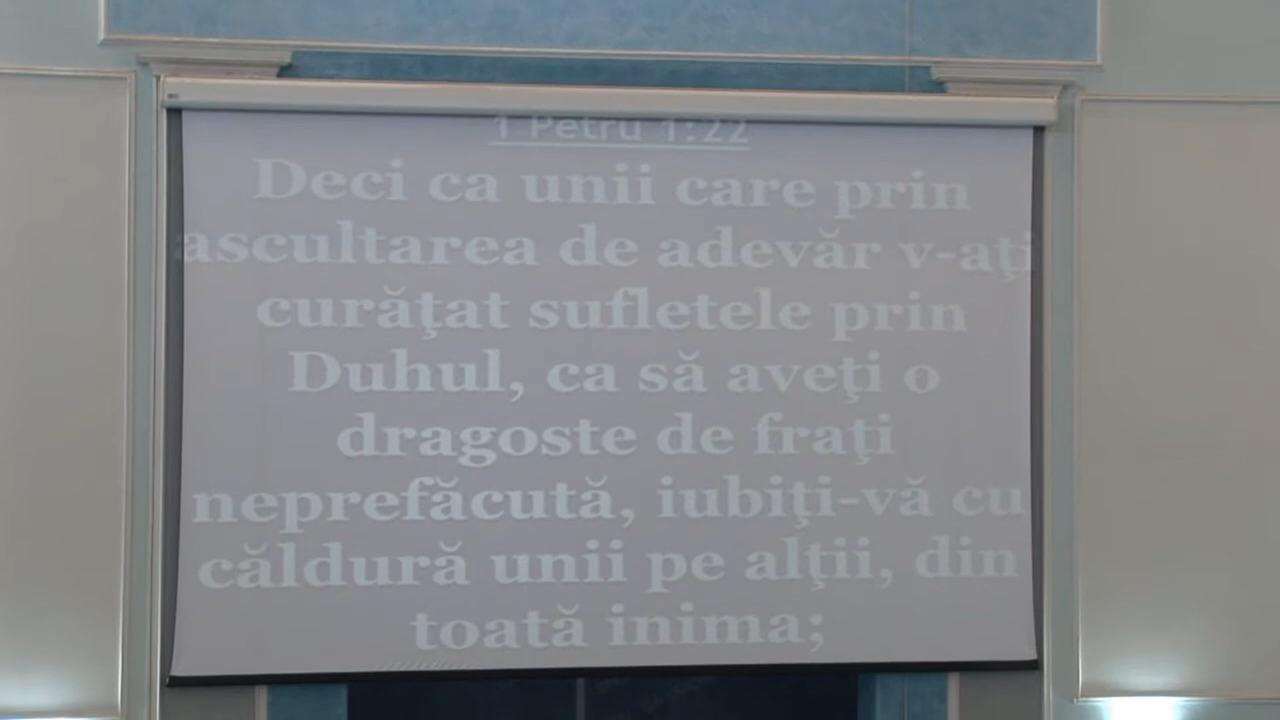 1 Petru 1:22
Deci ca unii care prin
ascultarea de adevăr v-aţi
curăţat sufletele prin
Duhul, ca să aveţi o
dragoste de fraţi
neprefăcută, iubiţi-vă cu
căldură unii pe alţii, din
toată inima;